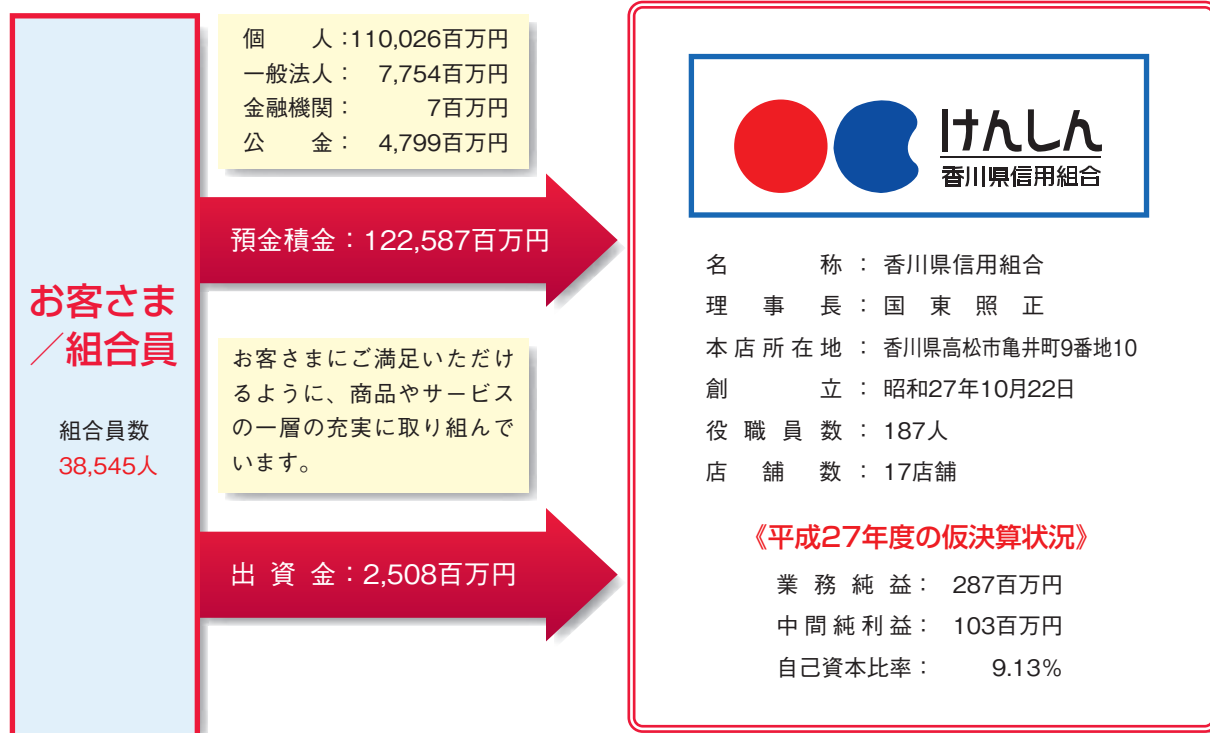 お客さま
／組合員
組合員数
38,545人
個　人：110,026百万円
一般法人： 7,754百万円
金融機関： 7百万円
公　金： 4,799百万円
預金積金：122,587百万円
お客さまにご満足いただけ
るように、商品やサービス
の一層の充実に取り組んで
います。
出資金：2,508百万円
けんしん
香川県信用組合
名　称：香川県信用組合
理事長：国東照正
本店所在地：香川県高松市亀井町9番地10
創　立：昭和27年10月22日
役職員数：187人
店舗数：17店舗
《平成27年度の仮決算状況》
業務純益： 287百万円
中間純利益： 103百万円
自己資本比率： 9.13%